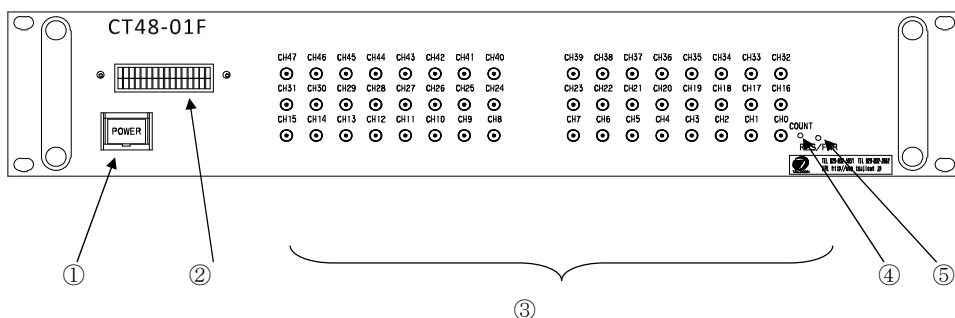 CT48-01F
CH47 CH46 CH45 CH44 CH43 CH42 CH41 CH40 CH39 CH38 CH37 CH36 CH35 CH34 CH33 CH32
CH31 CH30 CH29 CH28 CH27 CH26 CH25 CH24 CH23 CH22 CH21 CH20 CH19 CH18 CH17 CH16
POWER
CH15 CH14 CH13 CH12 CH11 CH10 CH9 CH8 CH7 CH6 CH5 CH4 CH3 CH2 CH1 CH0
COUNT
① ② ④ ⑤
③